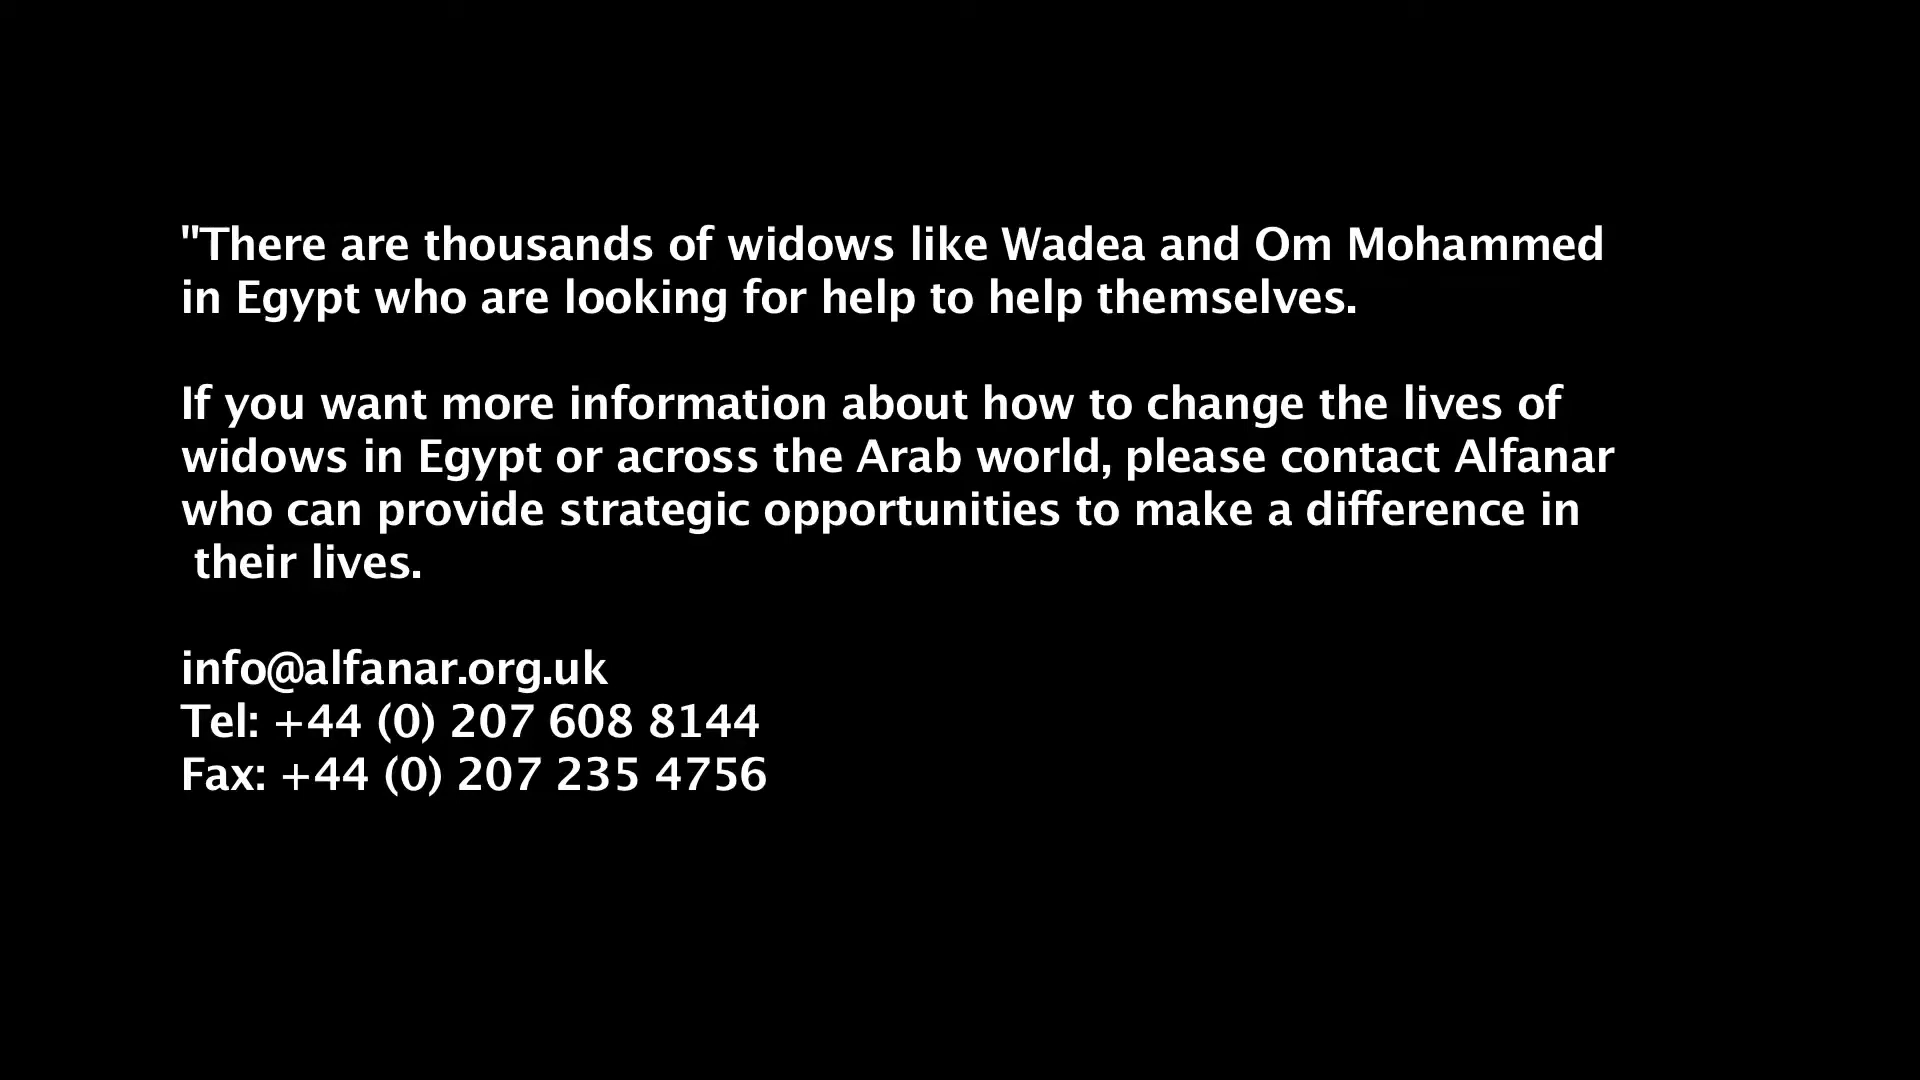 "There are thousands of widows like Wadea and Om Mohammed
in Egypt who are looking for help to help themselves.
If you want more information about how to change the lives of
widows in Egypt or across the Arab world, please contact Alfanar
who can provide strategic opportunities to make a difference in
their lives.
info@alfanar.org.uk
Tel: +44 (0) 207 608 8144
Fax: +44 (0) 207 235 4756